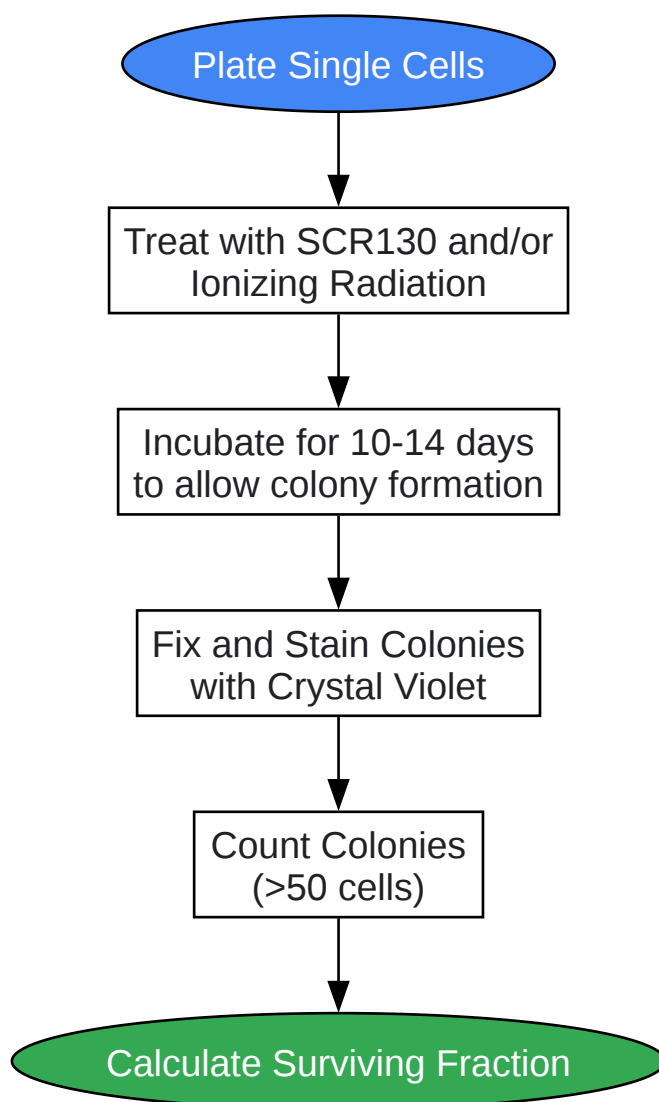 Plate Single Cells
Treat with SCR130 and/or
Ionizing Radiation
Incubate for 10-14 days
to allow colony formation
Fix and Stain Colonies
with Crystal Violet
Count Colonies
(>50 cells)
Calculate Surviving Fraction